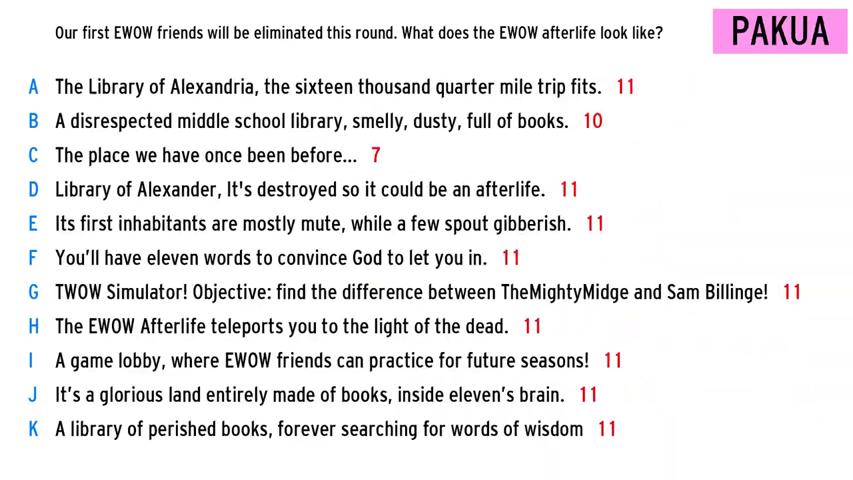 Our first EWOW friends will be eliminated this round. What does the EWOW afterlife look like?
PAKUA
A The Library of Alexandria, the sixteen thousand quarter mile trip fits. 11
B A disrespected middle school library, smelly, dusty, full of books. 10
C The place we have once been before... 7
D Library of Alexander, It's destroyed so it could be an afterlife. 11
E Its first inhabitants are mostly mute, while a few spout gibberish. 11
F You’ll have eleven words to convince God to let you in. 11
G TWOW Simulator! Objective: find the difference between TheMightyMidge and Sam Billinge! 11
H The EWOW Afterlife teleports you to the light of the dead. 11
I A game lobby, where EWOW friends can practice for future seasons! 11
J It’s a glorious land entirely made of books, inside eleven’s brain. 11
K A library of perished books, forever searching for words of wisdom 11